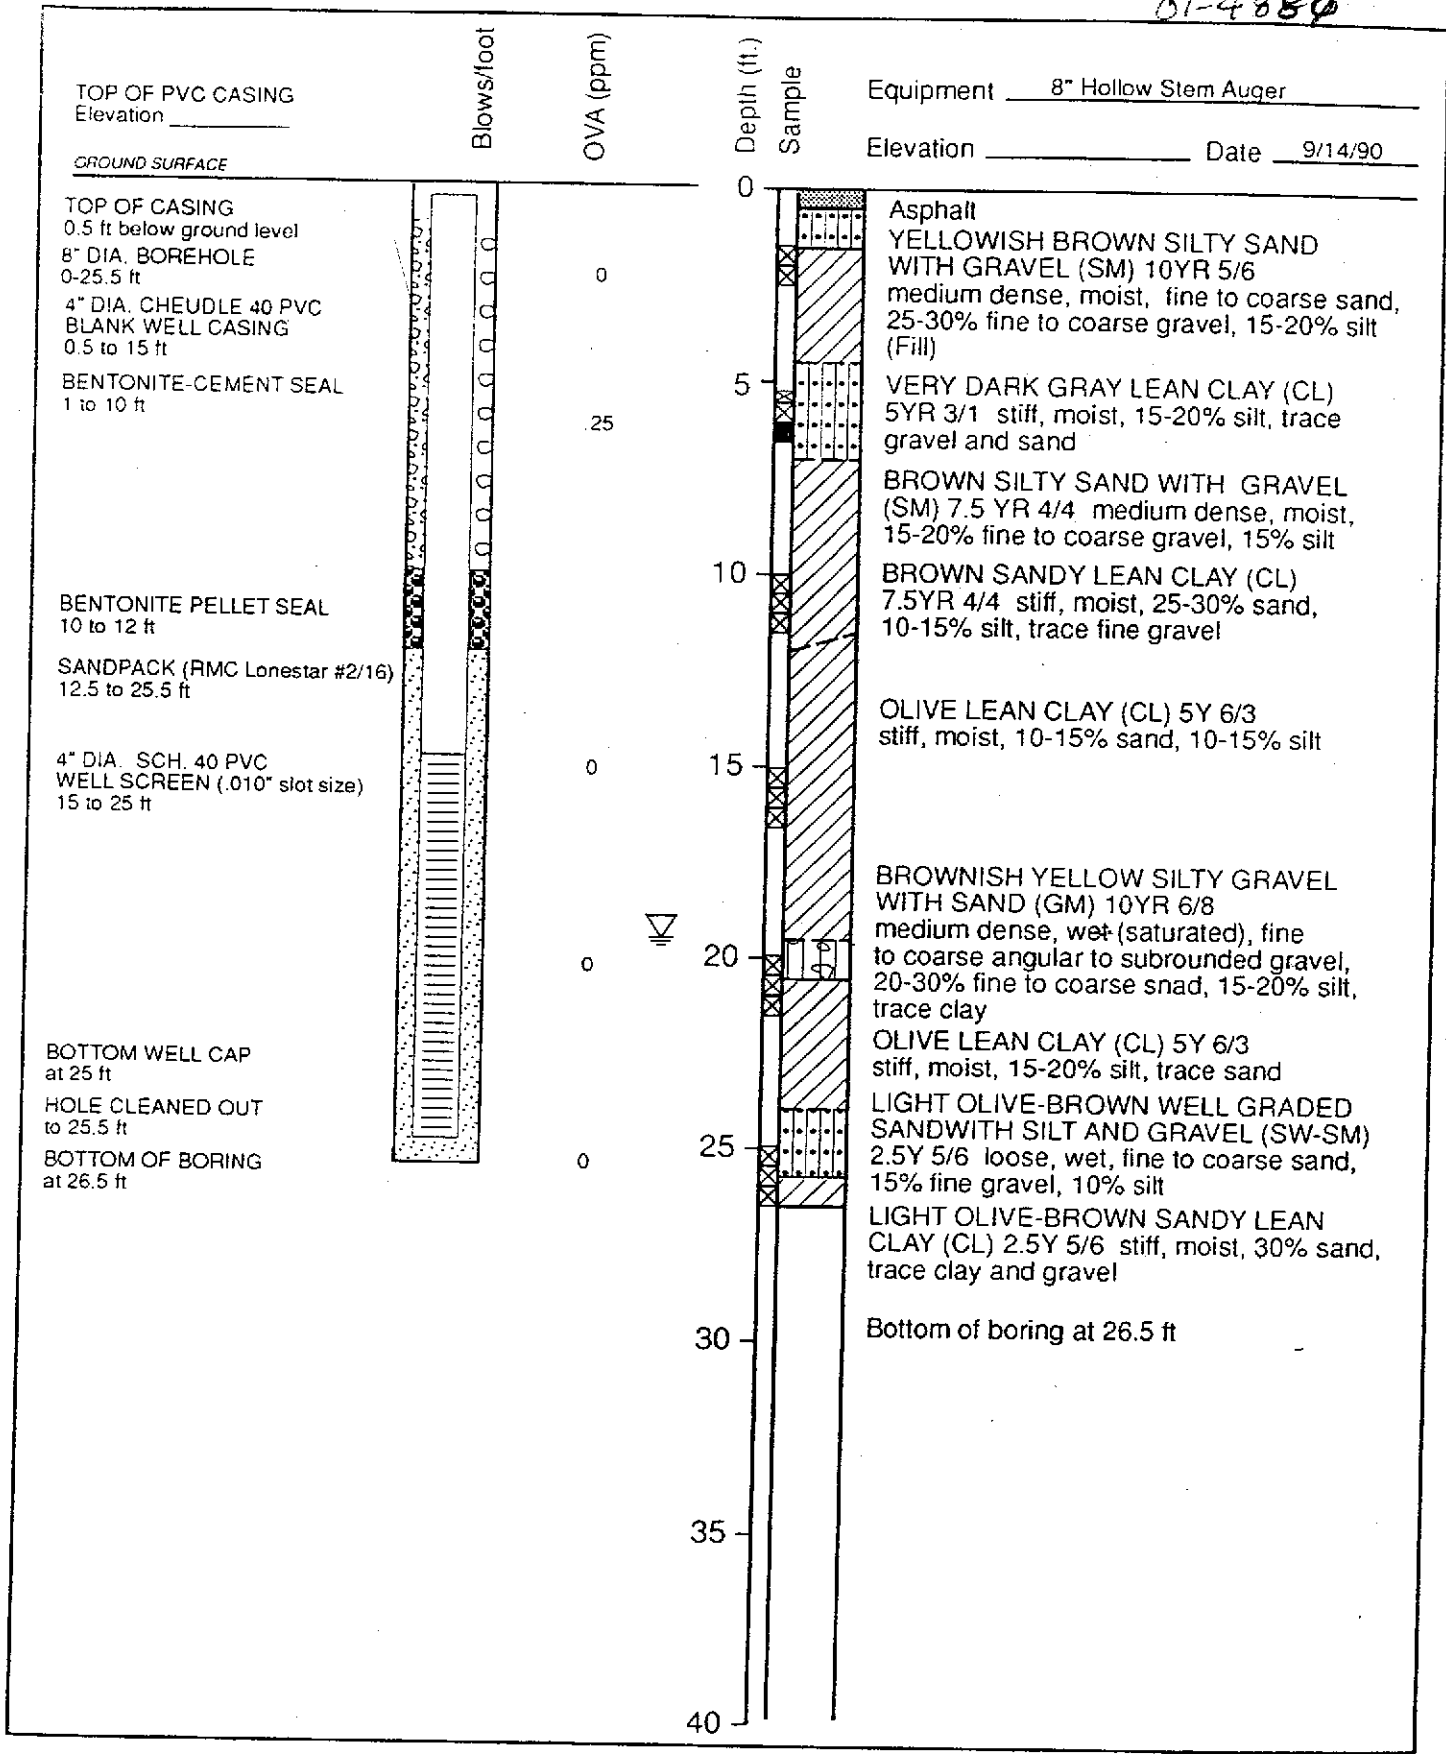 TOP OF PVC CASING
Elevation
GROUND SURFACE
Blows/foot
OVA (ppm)
Depth (ft.)
Sample
Equipment 8" Hollow Stem Auger
Elevation Date 9/14/90
TOP OF CASING
0.5 ft below ground level
8" DIA. BOREHOLE
0-25.5 ft
4" DIA. CHEUDLE 40 PVC
BLANK WELL CASING
0.5 to 15 ft
BENTONITE-CEMENT SEAL
1 to 10 ft
BENTONITE PELLET SEAL
10 to 12 ft
SANDPACK (RMC Lonestar #2/16)
12.5 to 25.5 ft
4" DIA. SCH. 40 PVC
WELL SCREEN (.010" slot size)
15 to 25 ft
BOTTOM WELL CAP
at 25 ft
HOLE CLEANED OUT
to 25.5 ft
BOTTOM OF BORING
at 26.5 ft
0
.25
0
0
0
0
5
10
15
20
25
30
35
40
Asphalt
YELLOWISH BROWN SILTY SAND
WITH GRAVEL (SM) 10YR 5/6
medium dense, moist, fine to coarse sand,
25-30% fine to coarse gravel, 15-20% silt
(Fill)
VERY DARK GRAY LEAN CLAY (CL)
5YR 3/1 stiff, moist, 15-20% silt, trace
gravel and sand
BROWN SILTY SAND WITH GRAVEL
(SM) 7.5 YR 4/4 medium dense, moist,
15-20% fine to coarse gravel, 15% silt
BROWN SANDY LEAN CLAY (CL)
7.5YR 4/4 stiff, moist, 25-30% sand,
10-15% silt, trace fine gravel
OLIVE LEAN CLAY (CL) 5Y 6/3
stiff, moist, 10-15% sand, 10-15% silt
BROWNISH YELLOW SILTY GRAVEL
WITH SAND (GM) 10YR 6/8
medium dense, wet (saturated), fine
to coarse angular to subrounded gravel,
20-30% fine to coarse snad, 15-20% silt,
trace clay
OLIVE LEAN CLAY (CL) 5Y 6/3
stiff, moist, 15-20% silt, trace sand
LIGHT OLIVE-BROWN WELL GRADED
SANDWITH SILT AND GRAVEL (SW-SM)
2.5Y 5/6 loose, wet, fine to coarse sand,
15% fine gravel, 10% silt
LIGHT OLIVE-BROWN SANDY LEAN
CLAY (CL) 2.5Y 5/6 stiff, moist, 30% sand,
trace clay and gravel
Bottom of boring at 26.5 ft